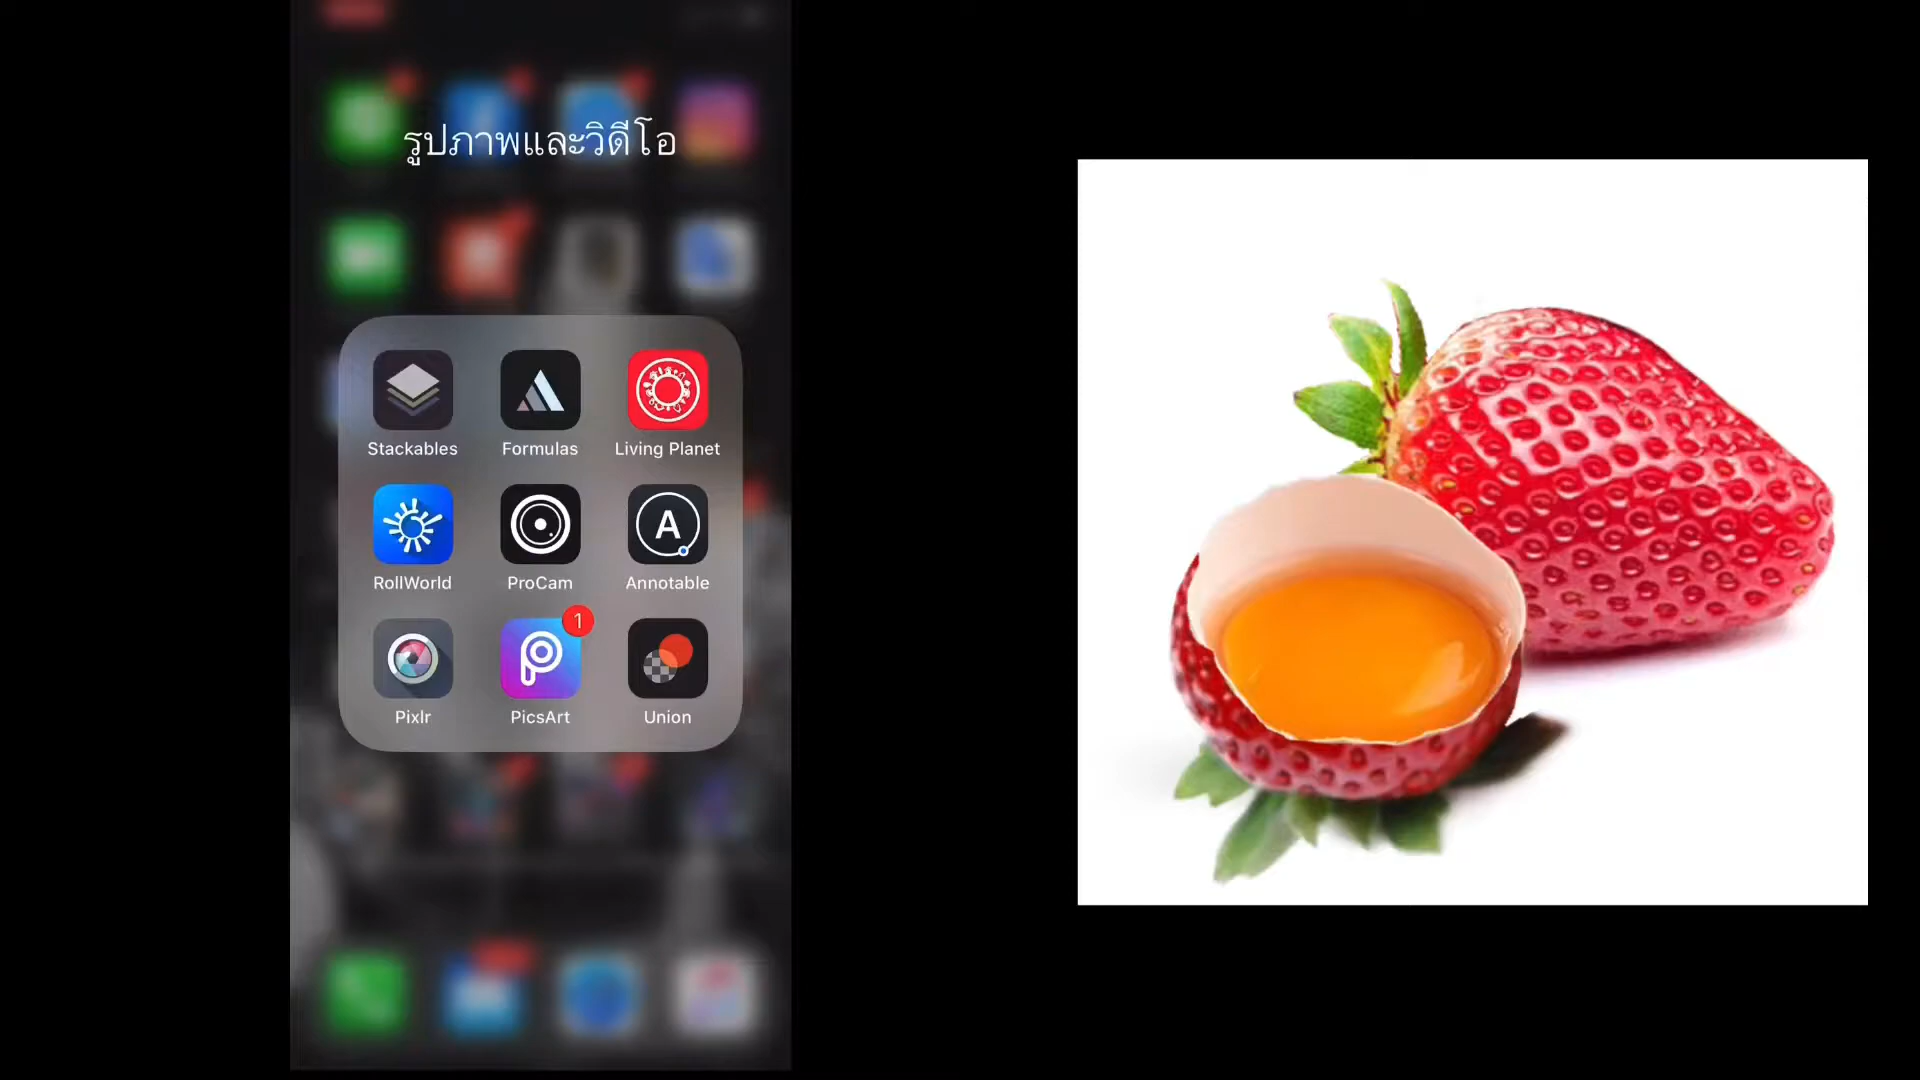 รูปภาพและวิดีโอ
Stackables
Formulas
Living Planet
RollWorld
ProCam
A
Annotable
1
Pixlr
PicsArt
Union